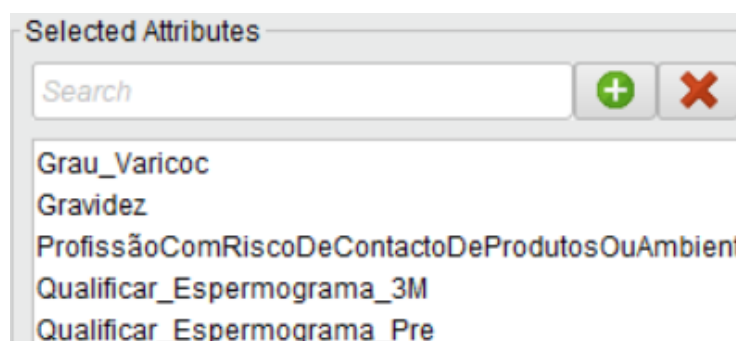 Selected Attributes
Search
Grau_Varicoc
Gravidez
ProfissãoComRiscoDeContactoDeProdutosOuAmbient
Qualificar_Espermograma_3M
Qualificar_Espermograma_Pre